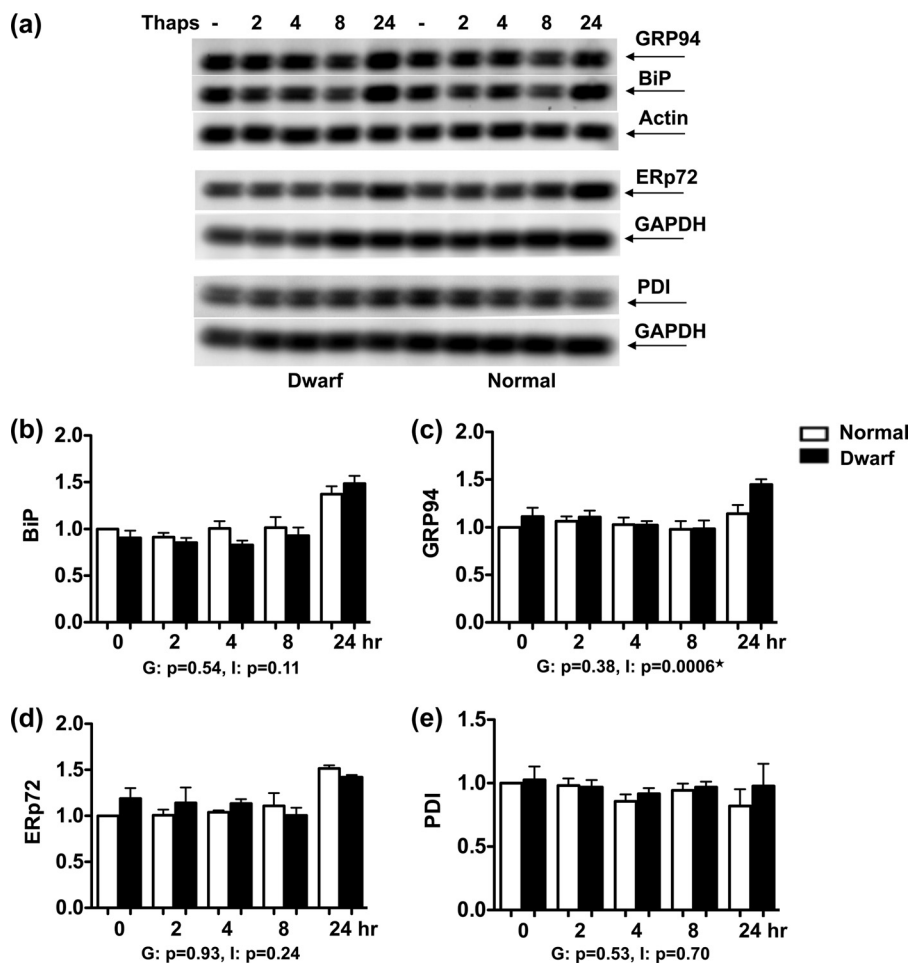 (a)
Thaps - 2 4 8 24 - 2 4 8 24
GRP94
BiP
Actin
ERp72
GAPDH
PDI
GAPDH
Dwarf Normal
(b)
2.0
1.5
1.0
0.5
0.0
BiP
0 2 4 8 24 hr
G: p=0.54, I: p=0.11
(c)
2.0
1.5
1.0
0.5
0.0
GRP94
0 2 4 8 24 hr
G: p=0.38, I: p=0.0006★
Normal
Dwarf
(d)
2.0
1.5
1.0
0.5
0.0
ERp72
0 2 4 8 24 hr
G: p=0.93, I: p=0.24
(e)
1.5
1.0
0.5
0.0
PDI
0 2 4 8 24 hr
G: p=0.53, I: p=0.70